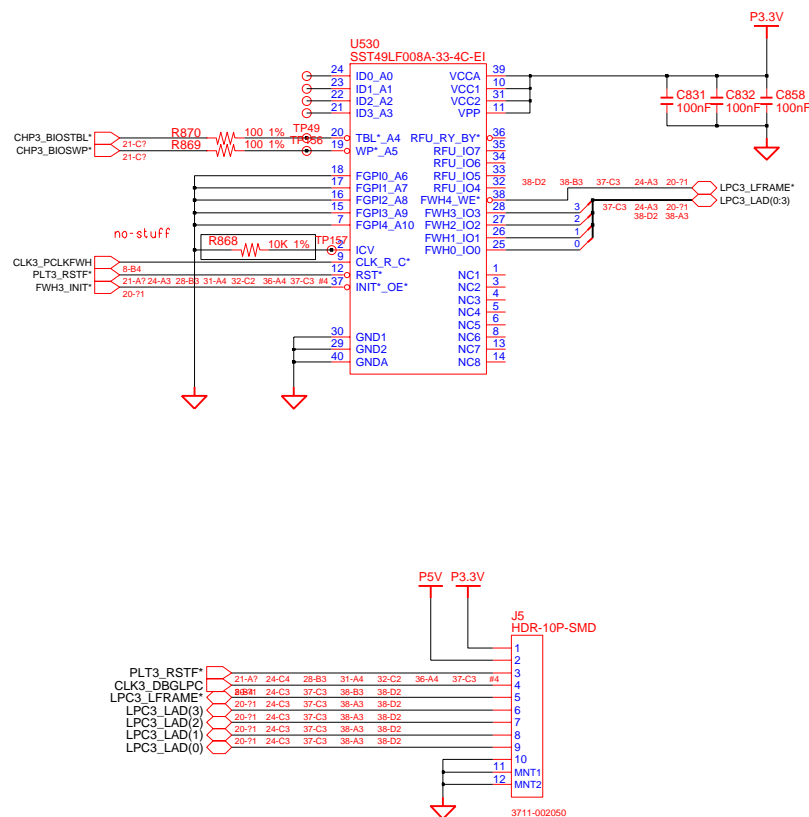 P3.3V
U530
SST49LF008A-33-4C-EI
24 ID0_A0 VCCA 39
23 ID1_A1 VCC1 10
22 ID2_A2 VCC2 31
21 ID3_A3 VPP 11
C831 C832 C858
100nF 100nF 100nF
CHP3_BIOSTBL* 21-C? R870 100 1% TP49 20 TBL*_A4 RFU_RY_BY* 36
CHP3_BIOSWP* 21-C? R869 100 1% 19 WP*_A5 RFU_IO7 35
RFU_IO6 34
18 FGPI0_A6 RFU_IO5 33
17 FGPI1_A7 RFU_IO4 32
16 FGPI2_A8 FWH4_WE* 38
38-D2 38-B3 37-C3 24-A3 20-?1 LPC3_LFRAME*
15 FGPI3_A9 FWH3_IO3 28 3
37-C3 24-A3 20-?1 LPC3_LAD(0:3)
38-D2 38-A3
7 FGPI4_A10 FWH2_IO2 27 2
FWH1_IO1 26 1
no-stuff
R868 10K 1% TP157 2 ICV FWH0_IO0 25 0
CLK3_PCLKFWH 8-B4 9 CLK_R_C*
PLT3_RSTF* 21-A? 24-A3 28-B3 31-A4 32-C2 36-A4 37-C3 #4 12 RST* NC1 1
FWH3_INIT* 20-?1 37 INIT*_OE* NC2 3
NC3 4
NC4 5
NC5 6
30 GND1 NC6 8
29 GND2 NC7 13
40 GNDA NC8 14
P5V P3.3V
J5
HDR-10P-SMD
1
2
PLT3_RSTF* 21-A? 24-C4 28-B3 31-A4 32-C2 36-A4 37-C3 #4 3
CLK3_DBGLPC 4
LPC3_LFRAME* 24-C3 37-C3 38-B3 38-D2 5
LPC3_LAD(3) 20-?1 24-C3 37-C3 38-A3 38-D2 6
LPC3_LAD(2) 20-?1 24-C3 37-C3 38-A3 38-D2 7
LPC3_LAD(1) 20-?1 24-C3 37-C3 38-A3 38-D2 8
LPC3_LAD(0) 20-?1 24-C3 37-C3 38-A3 38-D2 9
10
11 MNT1
12 MNT2
3711-002050